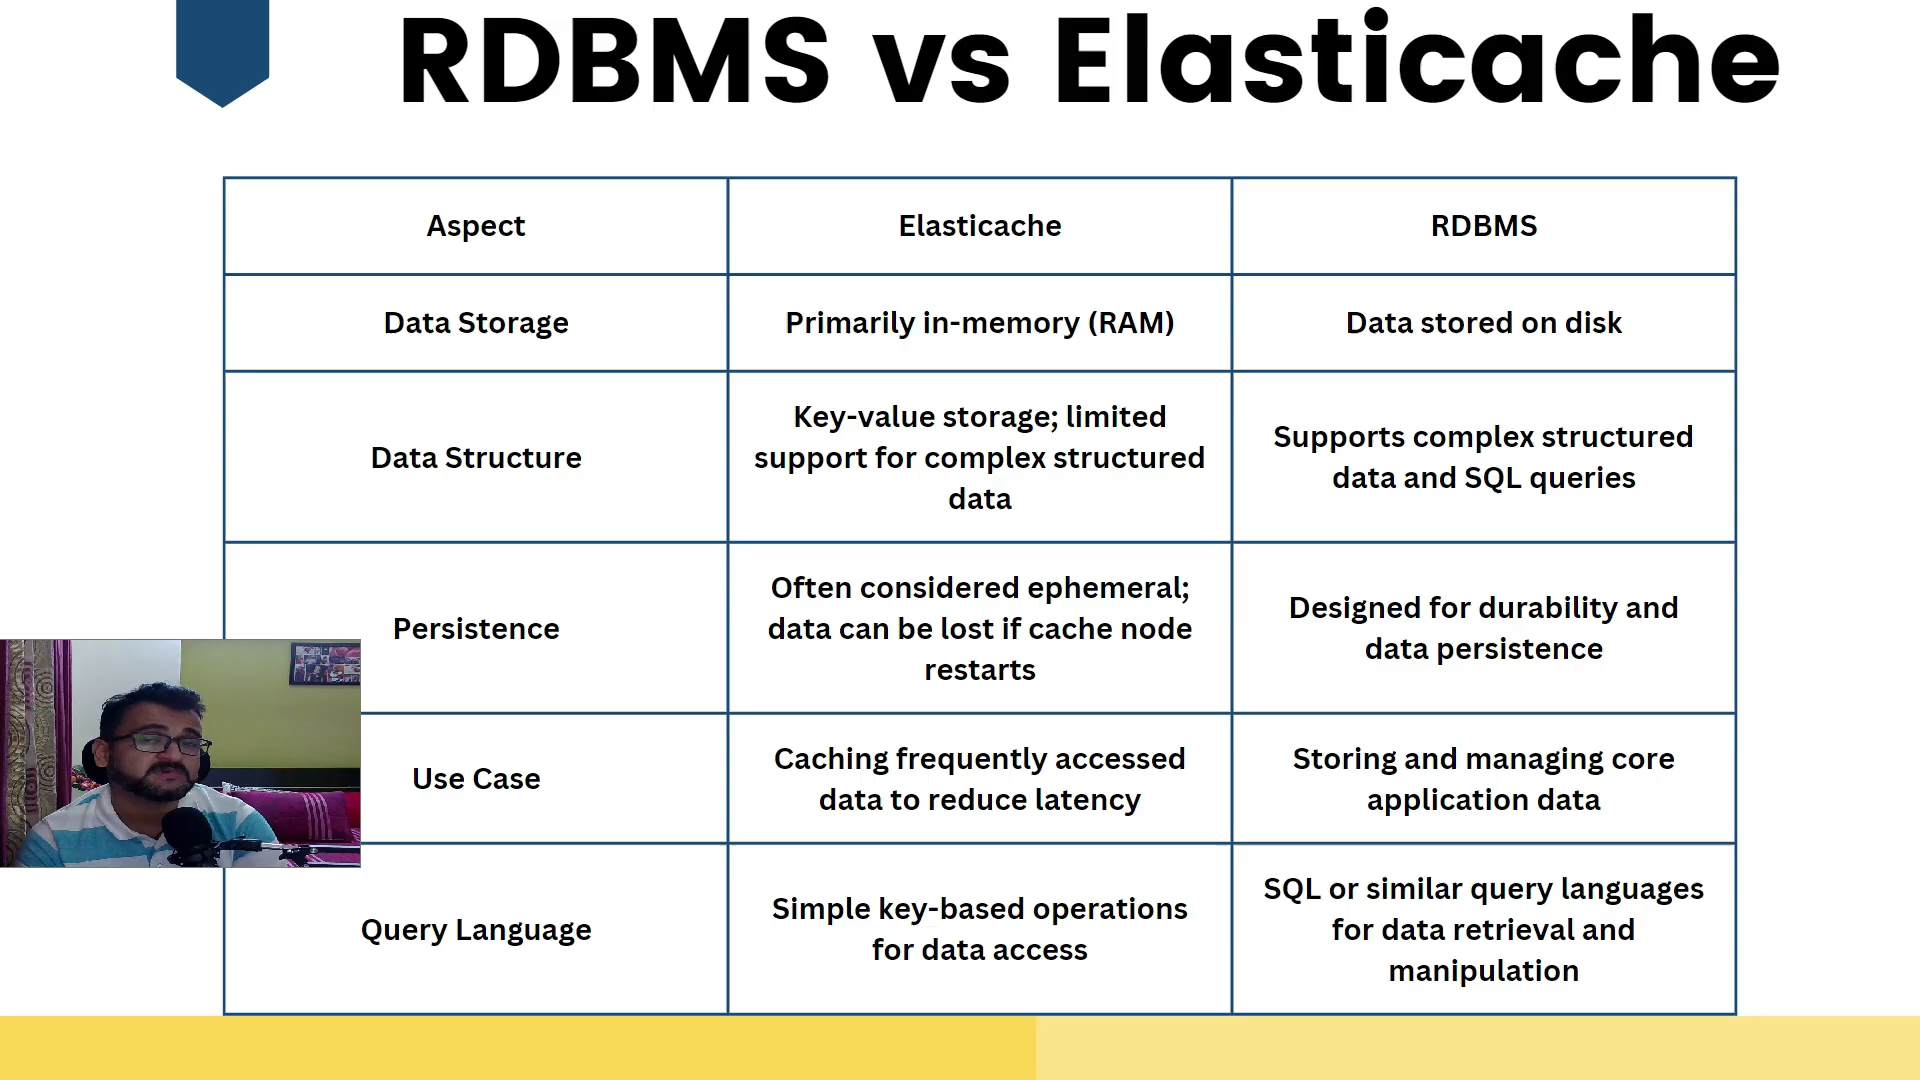 RDBMS vs Elasticache
Aspect
Elasticache
RDBMS
Data Storage
Primarily in-memory (RAM)
Data stored on disk
Data Structure
Key-value storage; limited
support for complex structured
data
Supports complex structured
data and SQL queries
Persistence
Often considered ephemeral;
data can be lost if cache node
restarts
Designed for durability and
data persistence
Use Case
Caching frequently accessed
data to reduce latency
Storing and managing core
application data
Query Language
Simple key-based operations
for data access
SQL or similar query languages
for data retrieval and
manipulation